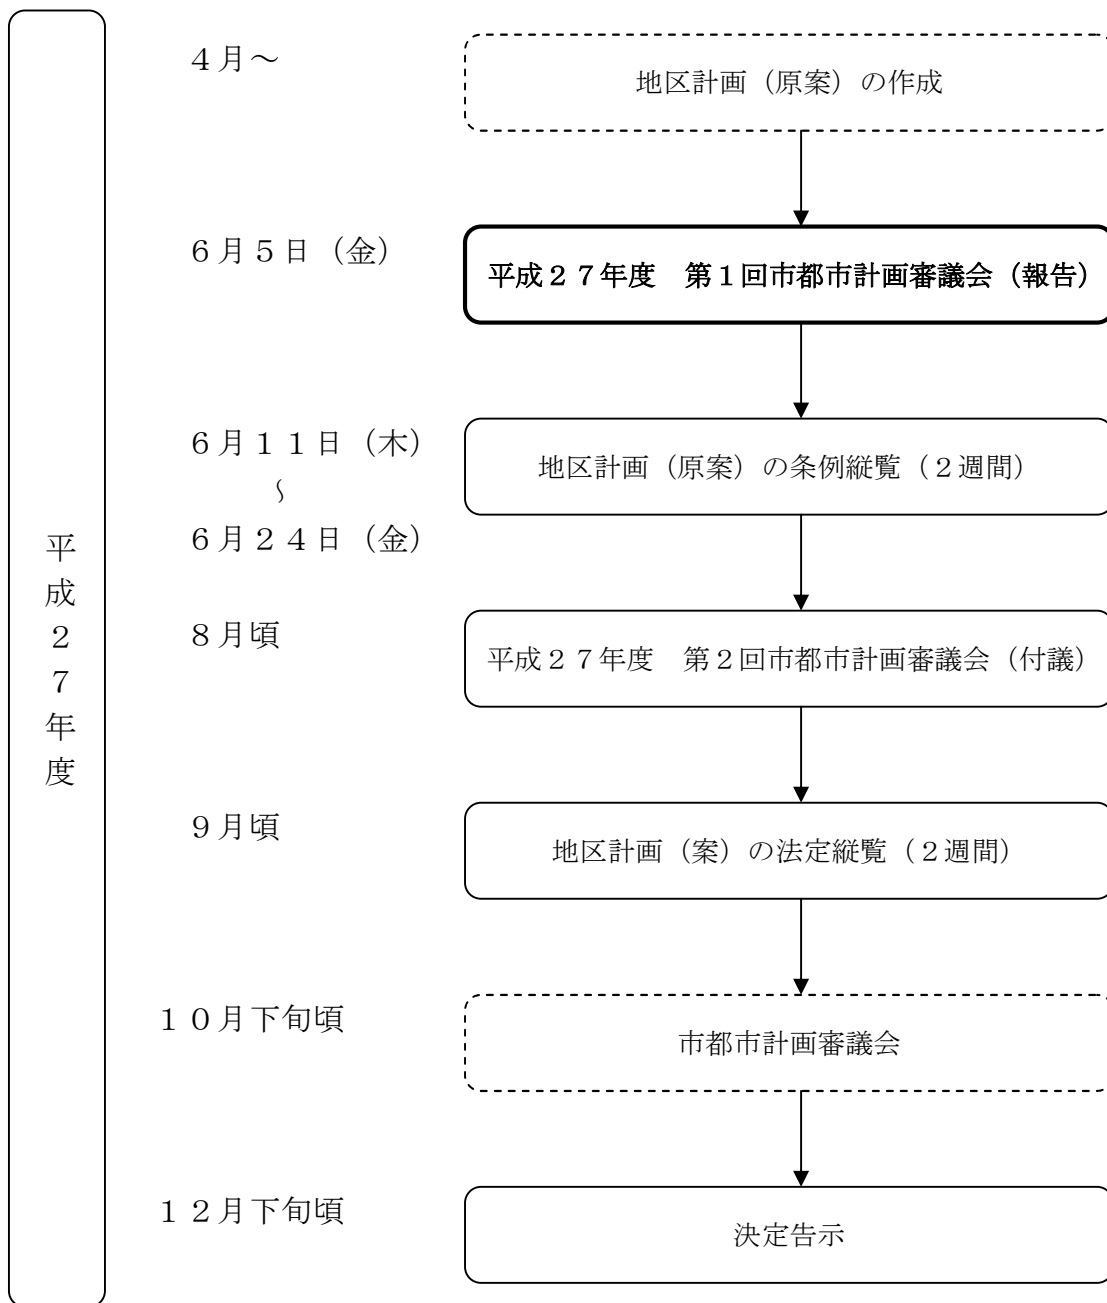 平成２７年度
４月～
地区計画（原案）の作成
６月５日（金）
平成２７年度　第１回市都市計画審議会（報告）
６月１１日（木）
～
６月２４日（金）
地区計画（原案）の条例縦覧（２週間）
８月頃
平成２７年度　第２回市都市計画審議会（付議）
９月頃
地区計画（案）の法定縦覧（２週間）
１０月下旬頃
市都市計画審議会
１２月下旬頃
決定告示